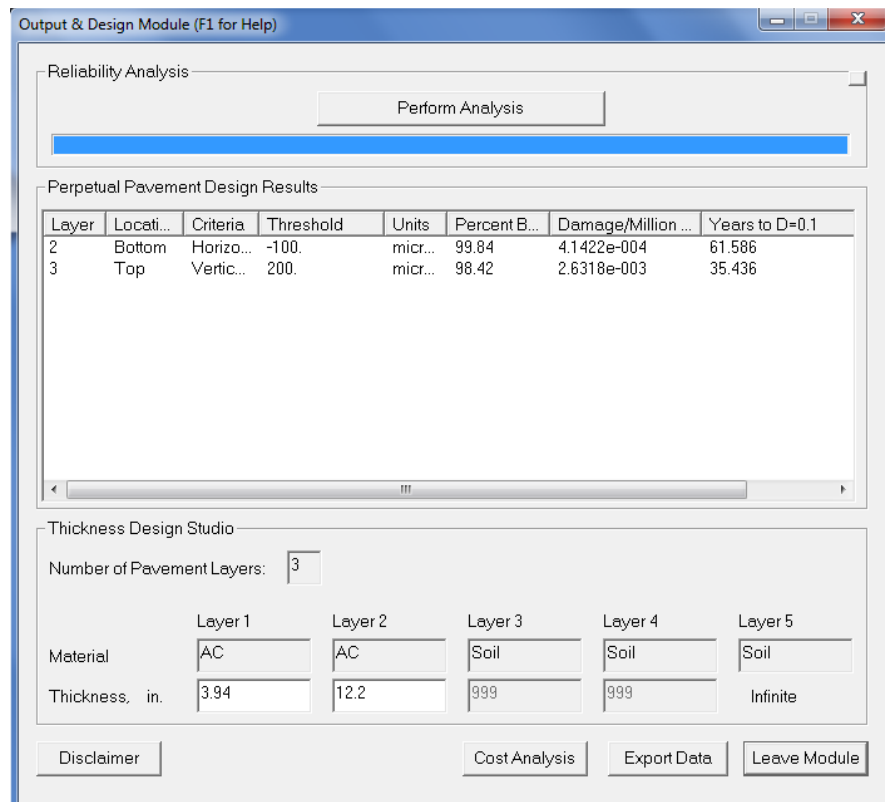 Output & Design Module (F1 for Help)
Reliability Analysis
Perform Analysis
Perpetual Pavement Design Results
Layer Locati... Criteria Threshold Units Percent B... Damage/Million ... Years to D=0.1
2 Bottom Horizo... -100. micr... 99.84 4.1422e-004 61.586
3 Top Vertic... 200. micr... 98.42 2.6318e-003 35.436
Thickness Design Studio
Number of Pavement Layers: 3
Layer 1 Layer 2 Layer 3 Layer 4 Layer 5
Material AC AC Soil Soil Soil
Thickness, in. 3.94 12.2 999 999 Infinite
Disclaimer Cost Analysis Export Data Leave Module